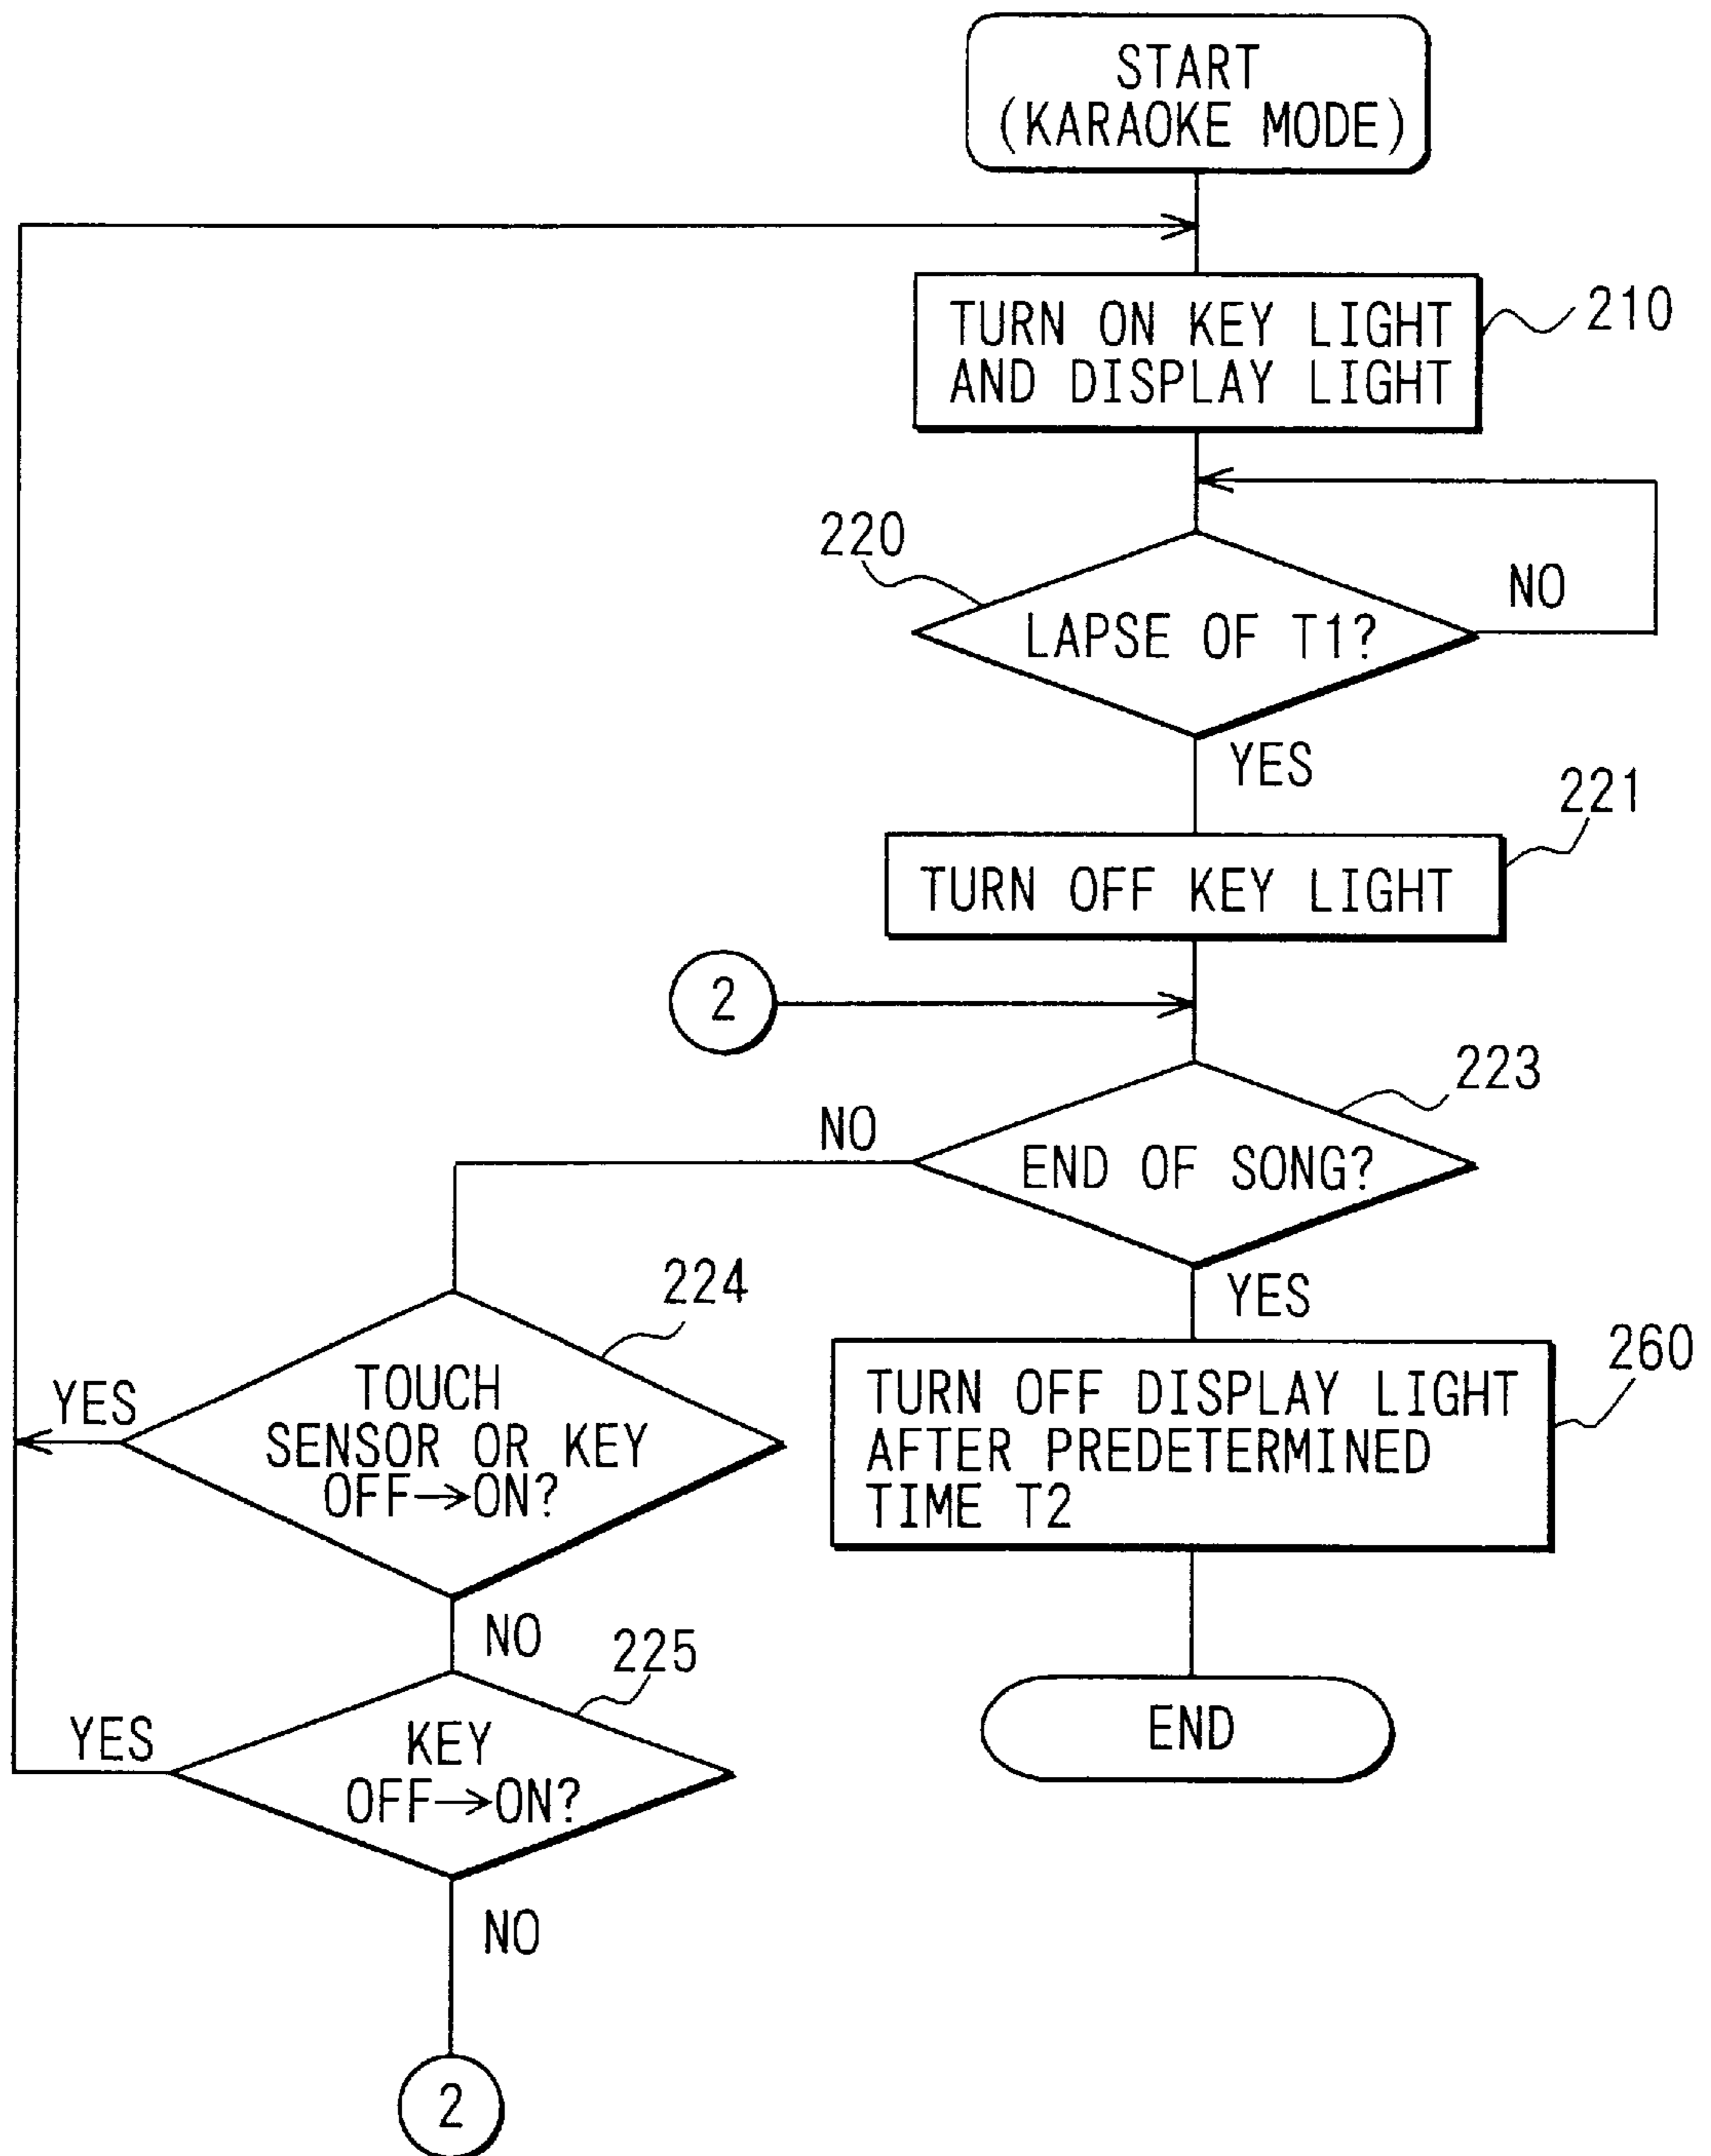 START
(KARAOKE MODE)
TURN ON KEY LIGHT
AND DISPLAY LIGHT
210
220
LAPSE OF T1?
NO
YES
221
TURN OFF KEY LIGHT
2
223
NO
END OF SONG?
YES
224
TOUCH
SENSOR OR KEY
OFF→ON?
YES
NO
260
TURN OFF DISPLAY LIGHT
AFTER PREDETERMINED
TIME T2
225
YES
KEY
OFF→ON?
NO
END
2